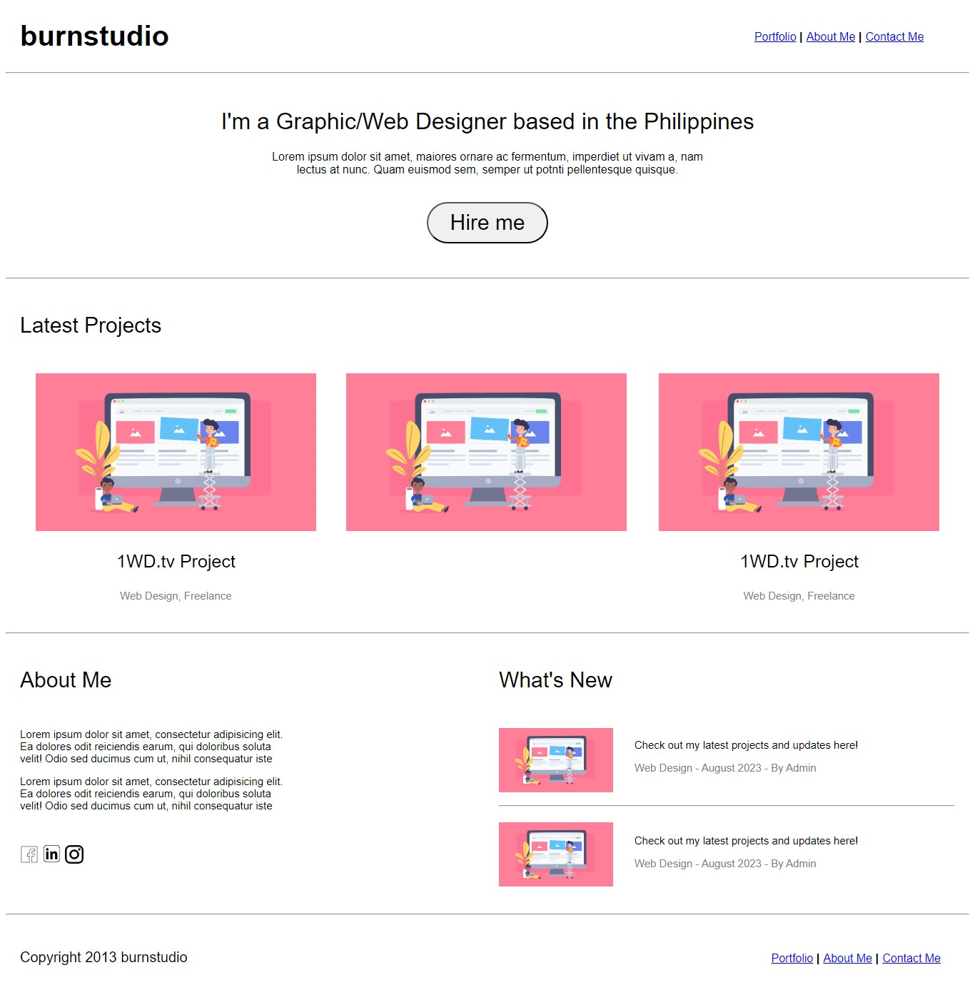 burnstudio
Portfolio | About Me | Contact Me
I'm a Graphic/Web Designer based in the Philippines
Lorem ipsum dolor sit amet, maiores ornare ac fermentum, imperdiet ut vivam a, nam
lectus at nunc. Quam euismod sem, semper ut potnti pellentesque quisque.
Hire me
Latest Projects
1WD.tv Project
Web Design, Freelance
1WD.tv Project
Web Design, Freelance
About Me
Lorem ipsum dolor sit amet, consectetur adipisicing elit.
Ea dolores odit reiciendis earum, qui doloribus soluta
velit! Odio sed ducimus cum ut, nihil consequatur iste
Lorem ipsum dolor sit amet, consectetur adipisicing elit.
Ea dolores odit reiciendis earum, qui doloribus soluta
velit! Odio sed ducimus cum ut, nihil consequatur iste
What's New
Check out my latest projects and updates here!
Web Design - August 2023 - By Admin
Check out my latest projects and updates here!
Web Design - August 2023 - By Admin
Copyright 2013 burnstudio
Portfolio | About Me | Contact Me